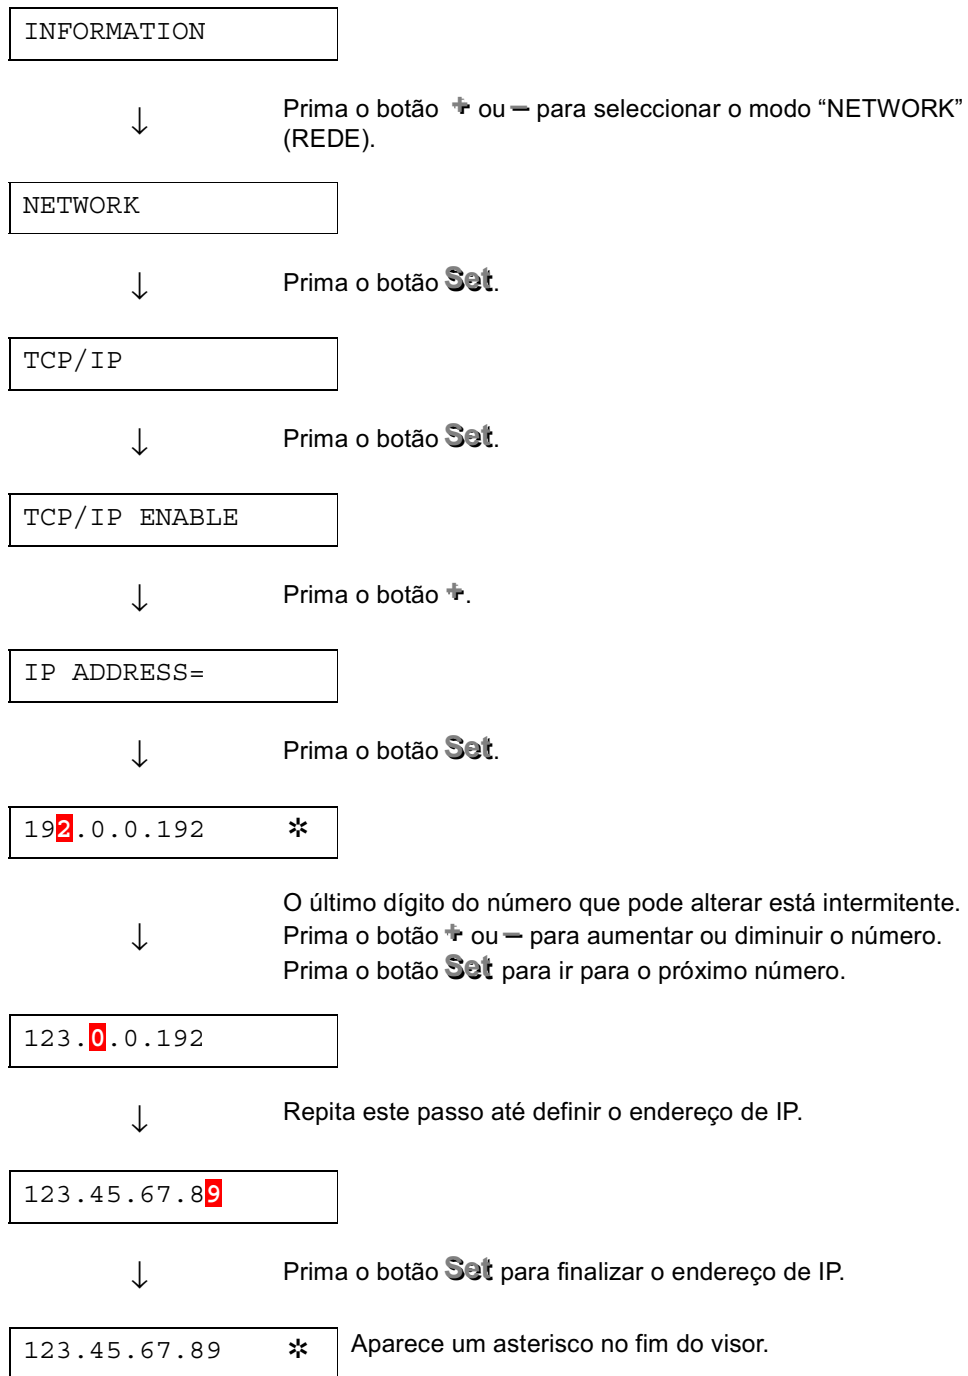 INFORMATION
↓
Prima o botão + ou – para seleccionar o modo “NETWORK”
(REDE).
NETWORK
↓
Prima o botão Set.
TCP/IP
↓
Prima o botão Set.
TCP/IP ENABLE
↓
Prima o botão +.
IP ADDRESS=
↓
Prima o botão Set.
192.0.0.192 ✲
↓
O último dígito do número que pode alterar está intermitente.
Prima o botão + ou – para aumentar ou diminuir o número.
Prima o botão Set para ir para o próximo número.
123.0.0.192
↓
Repita este passo até definir o endereço de IP.
123.45.67.89
↓
Prima o botão Set para finalizar o endereço de IP.
123.45.67.89 ✲ Aparece um asterisco no fim do visor.